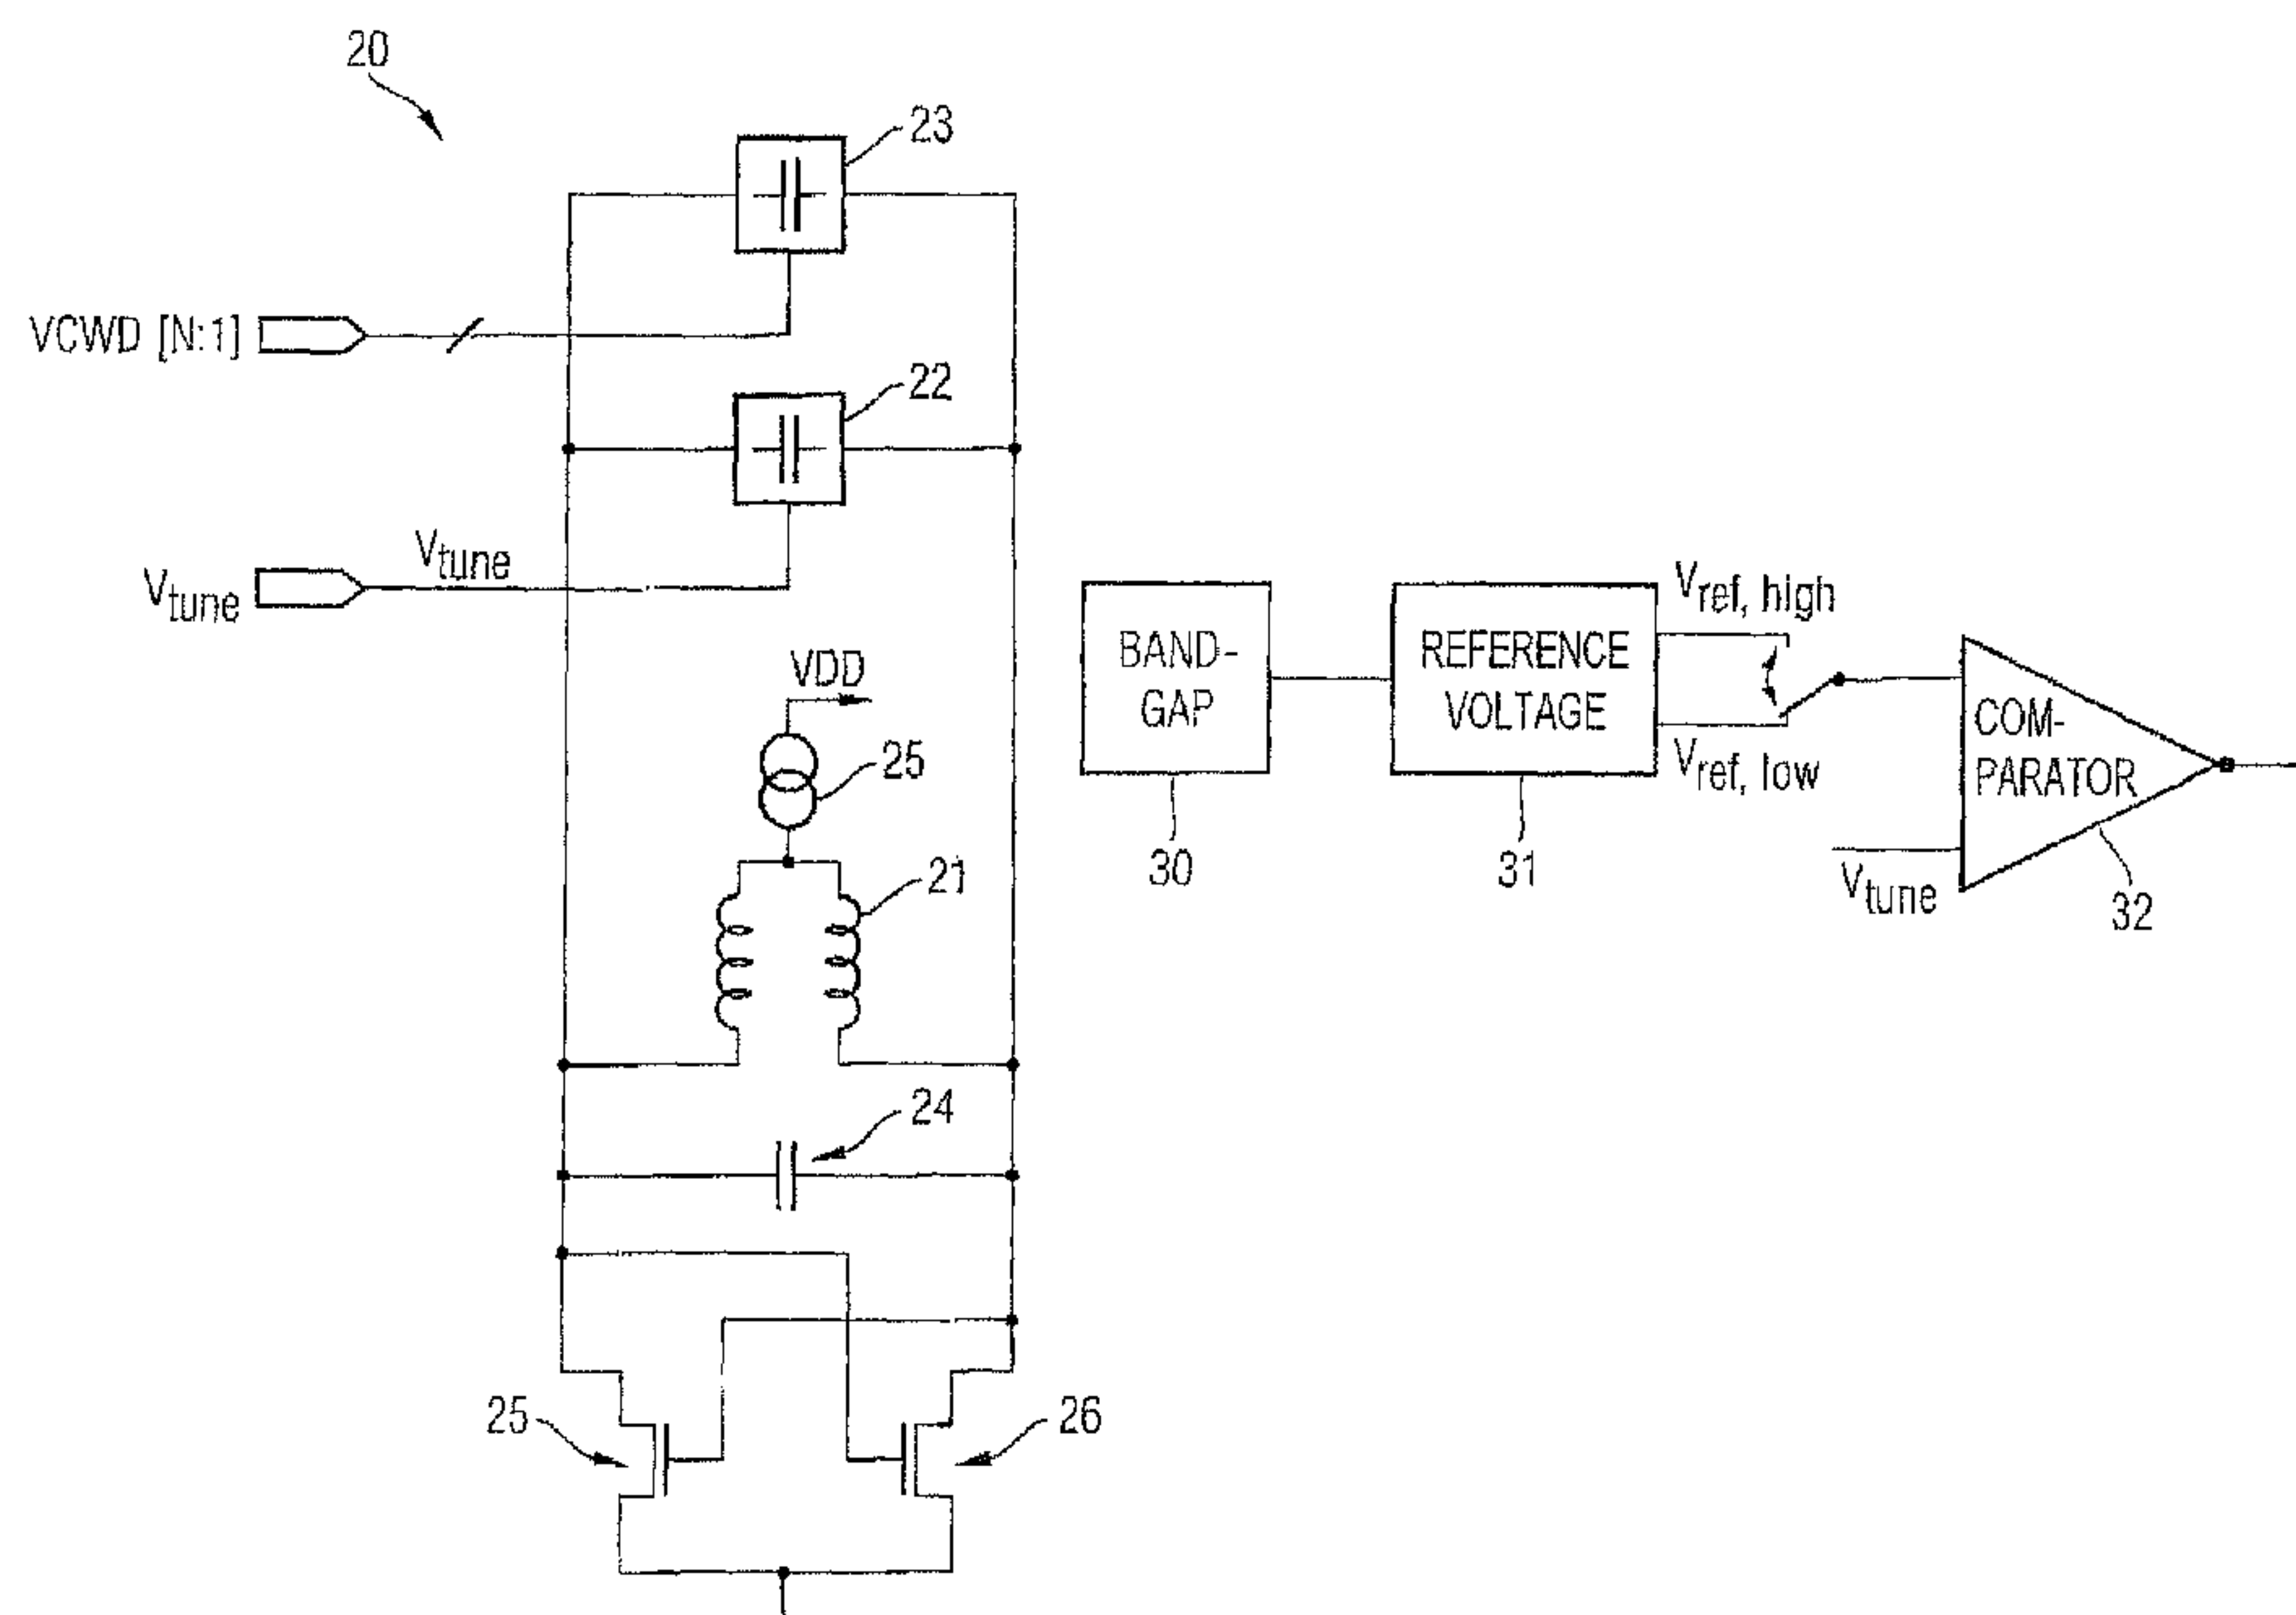 20
23
VCWD [N:1]
22
Vtune
Vtune
VDD
25
21
24
25
26
BAND-
GAP
30
REFERENCE
VOLTAGE
31
Vref, high
Vref, low
COM-
PARATOR
Vtune
32